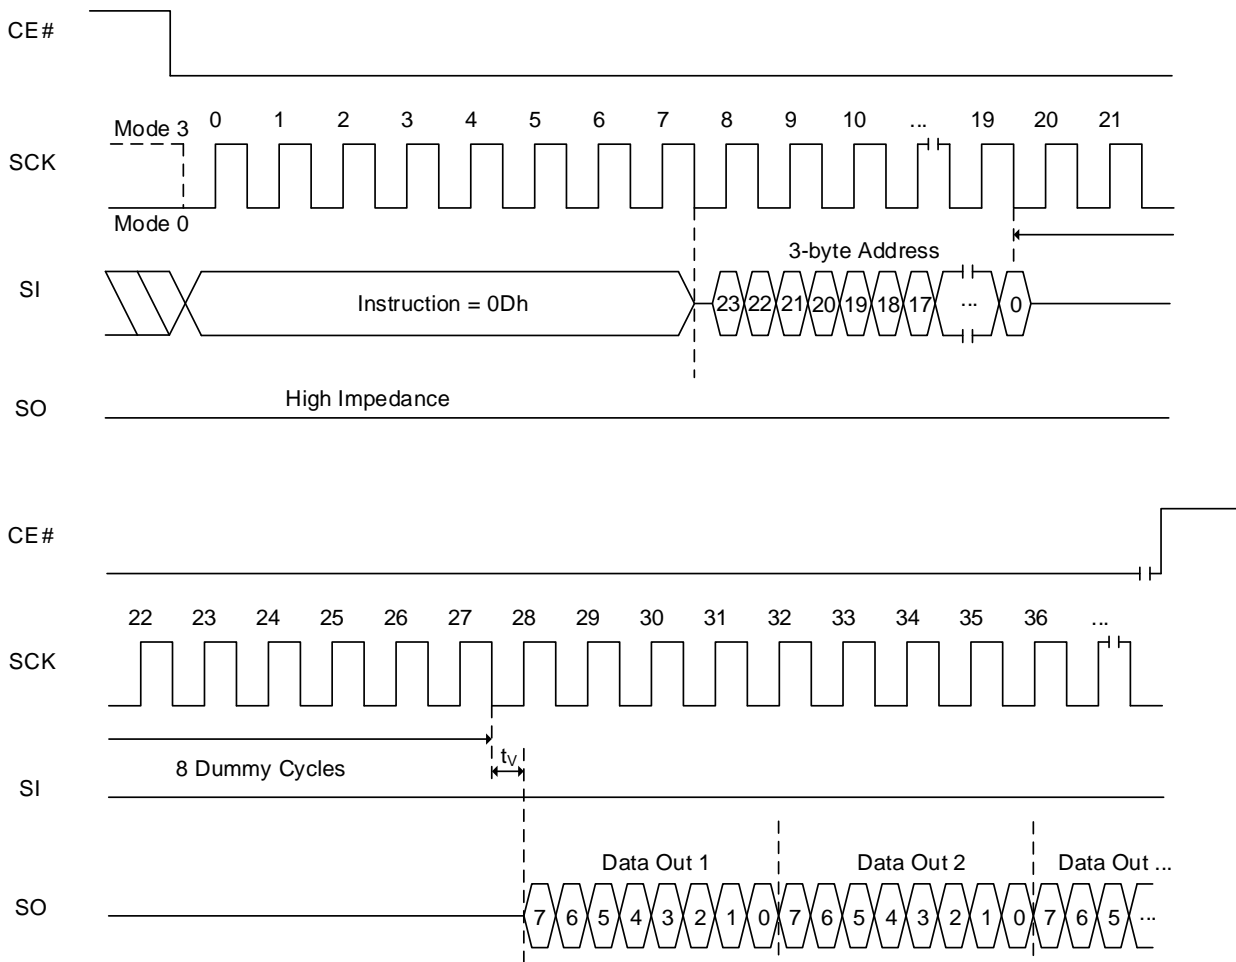 CE#
Mode 3
0 1 2 3 4 5 6 7 8 9 10 ... 19 20 21
SCK
Mode 0
3-byte Address
SI
Instruction = 0Dh
23 22 21 20 19 18 17 ... 0
SO
High Impedance
CE#
22 23 24 25 26 27 28 29 30 31 32 33 34 35 36 ...
SCK
tV
8 Dummy Cycles
SI
Data Out 1 Data Out 2 Data Out ...
SO
7 6 5 4 3 2 1 0 7 6 5 4 3 2 1 0 7 6 5 ...